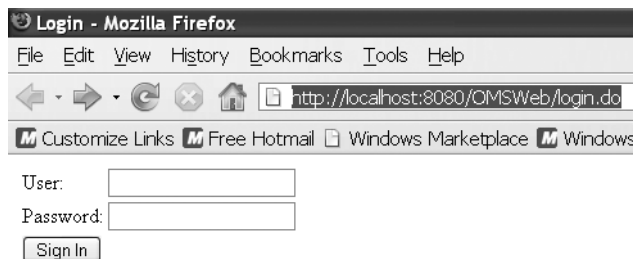 Login - Mozilla Firefox
File Edit View History Bookmarks Tools Help
http://localhost:8080/OMSWeb/login.do
Customize Links Free Hotmail Windows Marketplace Windows
User:
Password:
Sign In